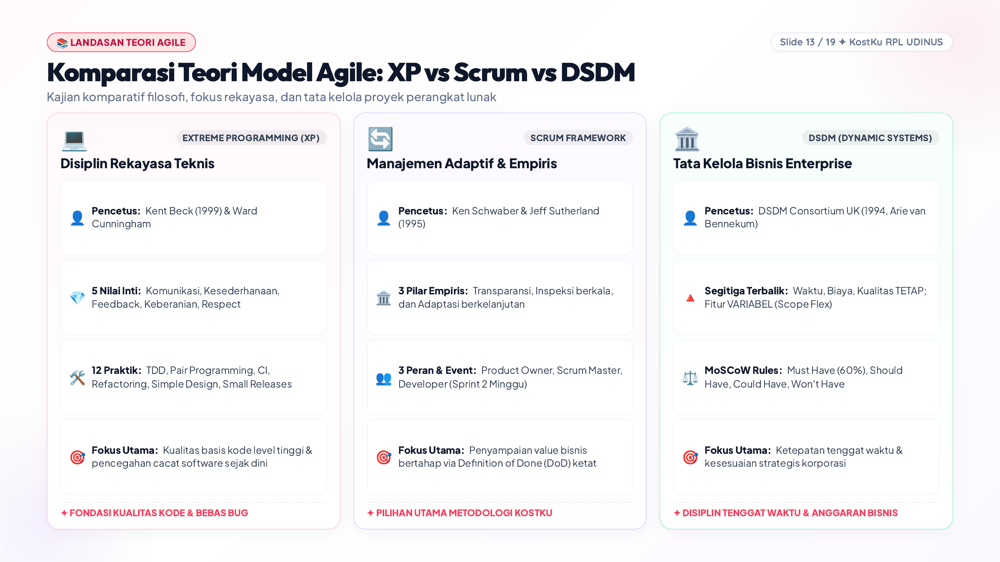 📚 LANDASAN TEORI AGILE
Slide 13 / 19 ✦ KostKu RPL UDINUS
Komparasi Teori Model Agile: XP vs Scrum vs DSDM
Kajian komparatif filosofi, fokus rekayasa, dan tata kelola proyek perangkat lunak
EXTREME PROGRAMMING (XP)
Disiplin Rekayasa Teknis
Pencetus: Kent Beck (1999) & Ward
Cunningham
5 Nilai Inti: Komunikasi, Kesederhanaan,
Feedback, Keberanian, Respect
12 Praktik: TDD, Pair Programming, CI,
Refactoring, Simple Design, Small Releases
Fokus Utama: Kualitas basis kode level tinggi &
pencegahan cacat software sejak dini
✦ FONDASI KUALITAS KODE & BEBAS BUG
SCRUM FRAMEWORK
Manajemen Adaptif & Empiris
Pencetus: Ken Schwaber & Jeff Sutherland
(1995)
3 Pilar Empiris: Transparansi, Inspeksi berkala,
dan Adaptasi berkelanjutan
3 Peran & Event: Product Owner, Scrum Master,
Developer (Sprint 2 Minggu)
Fokus Utama: Penyampaian value bisnis
bertahap via Definition of Done (DoD) ketat
✦ PILIHAN UTAMA METODOLOGI KOSTKU
DSDM (DYNAMIC SYSTEMS)
Tata Kelola Bisnis Enterprise
Pencetus: DSDM Consortium UK (1994, Arie van
Bennekum)
Segitiga Terbalik: Waktu, Biaya, Kualitas TETAP;
Fitur VARIABEL (Scope Flex)
MoSCoW Rules: Must Have (60%), Should
Have, Could Have, Won't Have
Fokus Utama: Ketepatan tenggat waktu &
kesesuaian strategis korporasi
✦ DISIPLIN TENGGAT WAKTU & ANGGARAN BISNIS